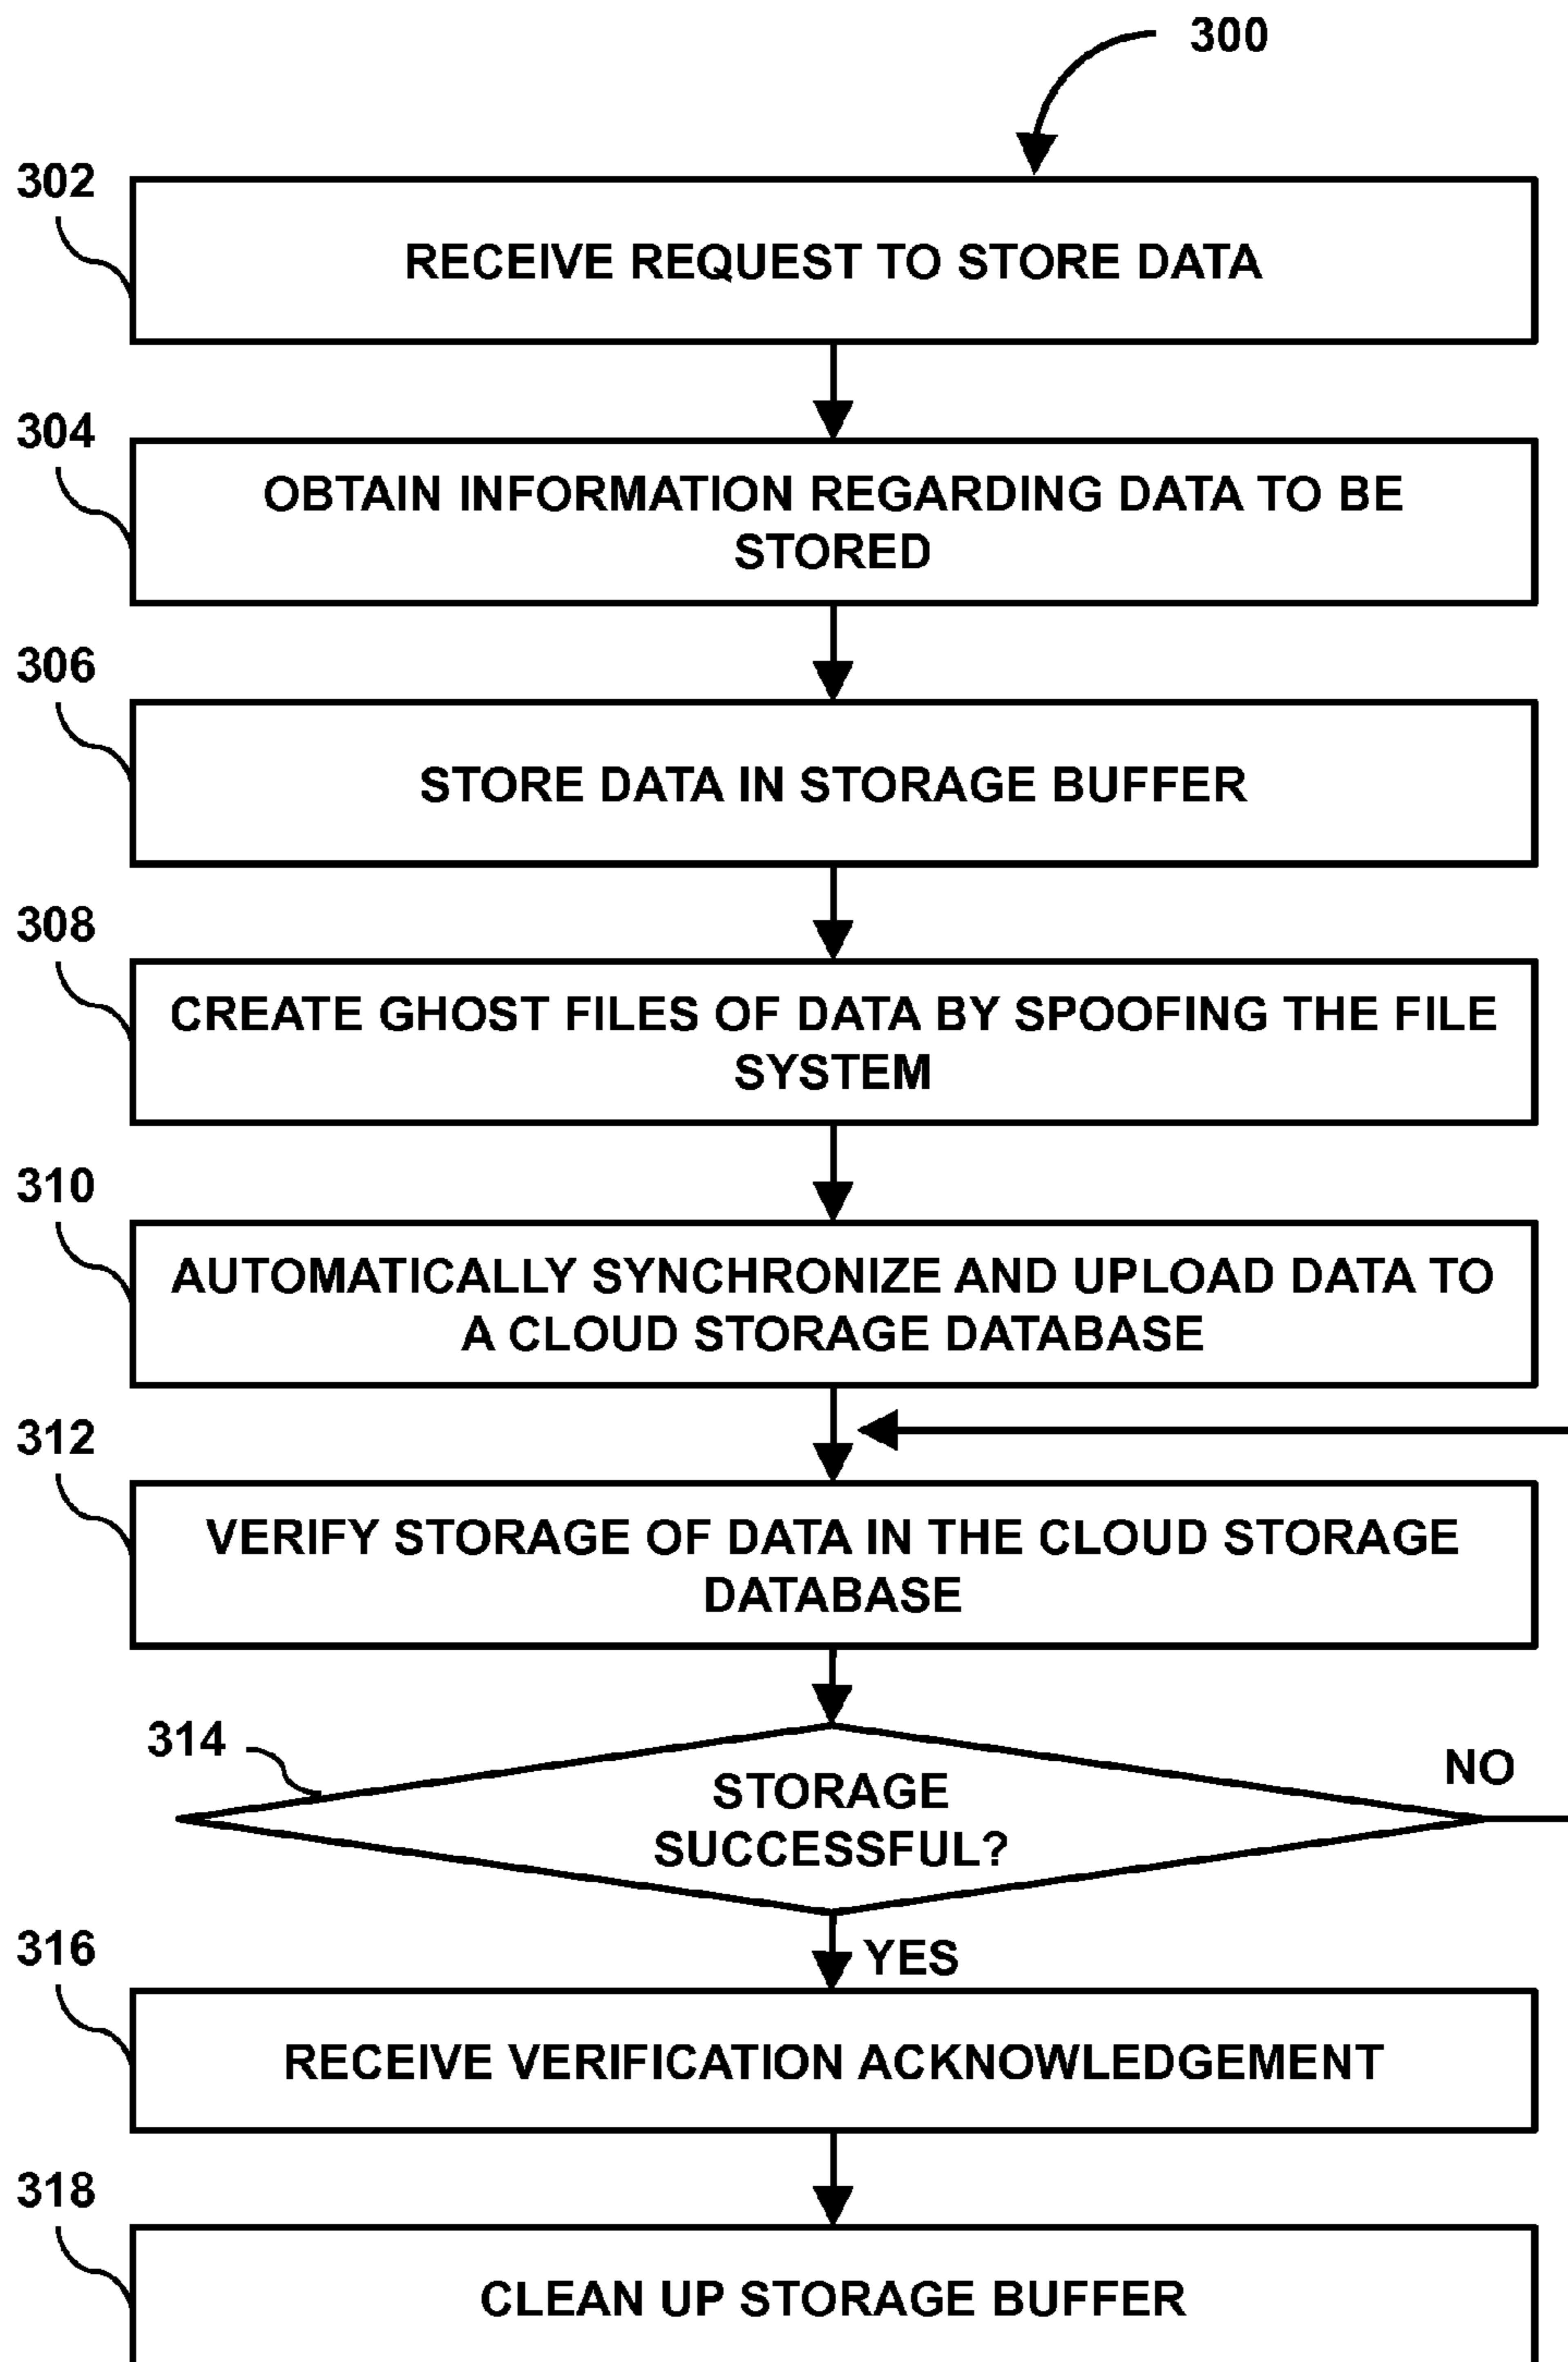 300
302
RECEIVE REQUEST TO STORE DATA
304
OBTAIN INFORMATION REGARDING DATA TO BE
STORED
306
STORE DATA IN STORAGE BUFFER
308
CREATE GHOST FILES OF DATA BY SPOOFING THE FILE
SYSTEM
310
AUTOMATICALLY SYNCHRONIZE AND UPLOAD DATA TO
A CLOUD STORAGE DATABASE
312
VERIFY STORAGE OF DATA IN THE CLOUD STORAGE
DATABASE
314
STORAGE
SUCCESSFUL?
NO
YES
316
RECEIVE VERIFICATION ACKNOWLEDGEMENT
318
CLEAN UP STORAGE BUFFER